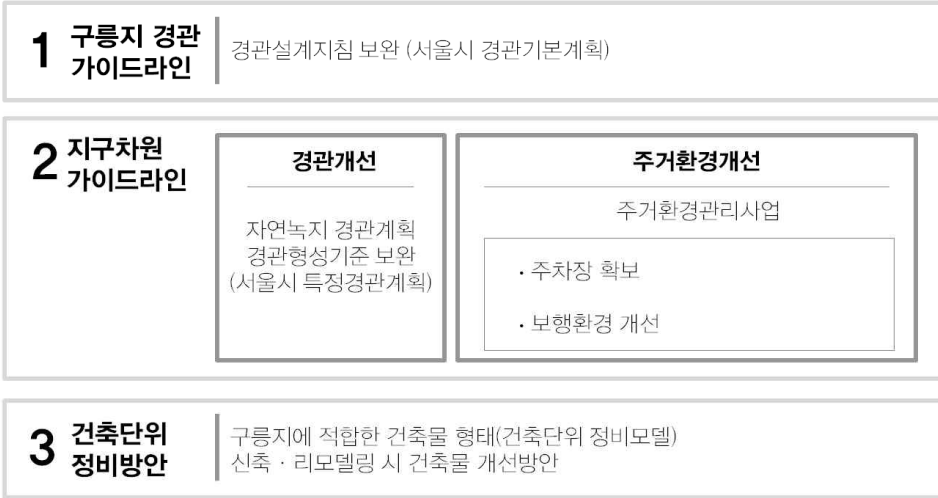 1 구릉지 경관
가이드라인
경관설계지침 보완 (서울시 경관기본계획)
2 지구차원
가이드라인
경관개선
자연녹지 경관계획
경관형성기준 보완
(서울시 특정경관계획)
주거환경개선
주거환경관리사업
· 주차장 확보
· 보행환경 개선
3 건축단위
정비방안
구릉지에 적합한 건축물 형태(건축단위 정비모델)
신축 · 리모델링 시 건축물 개선방안